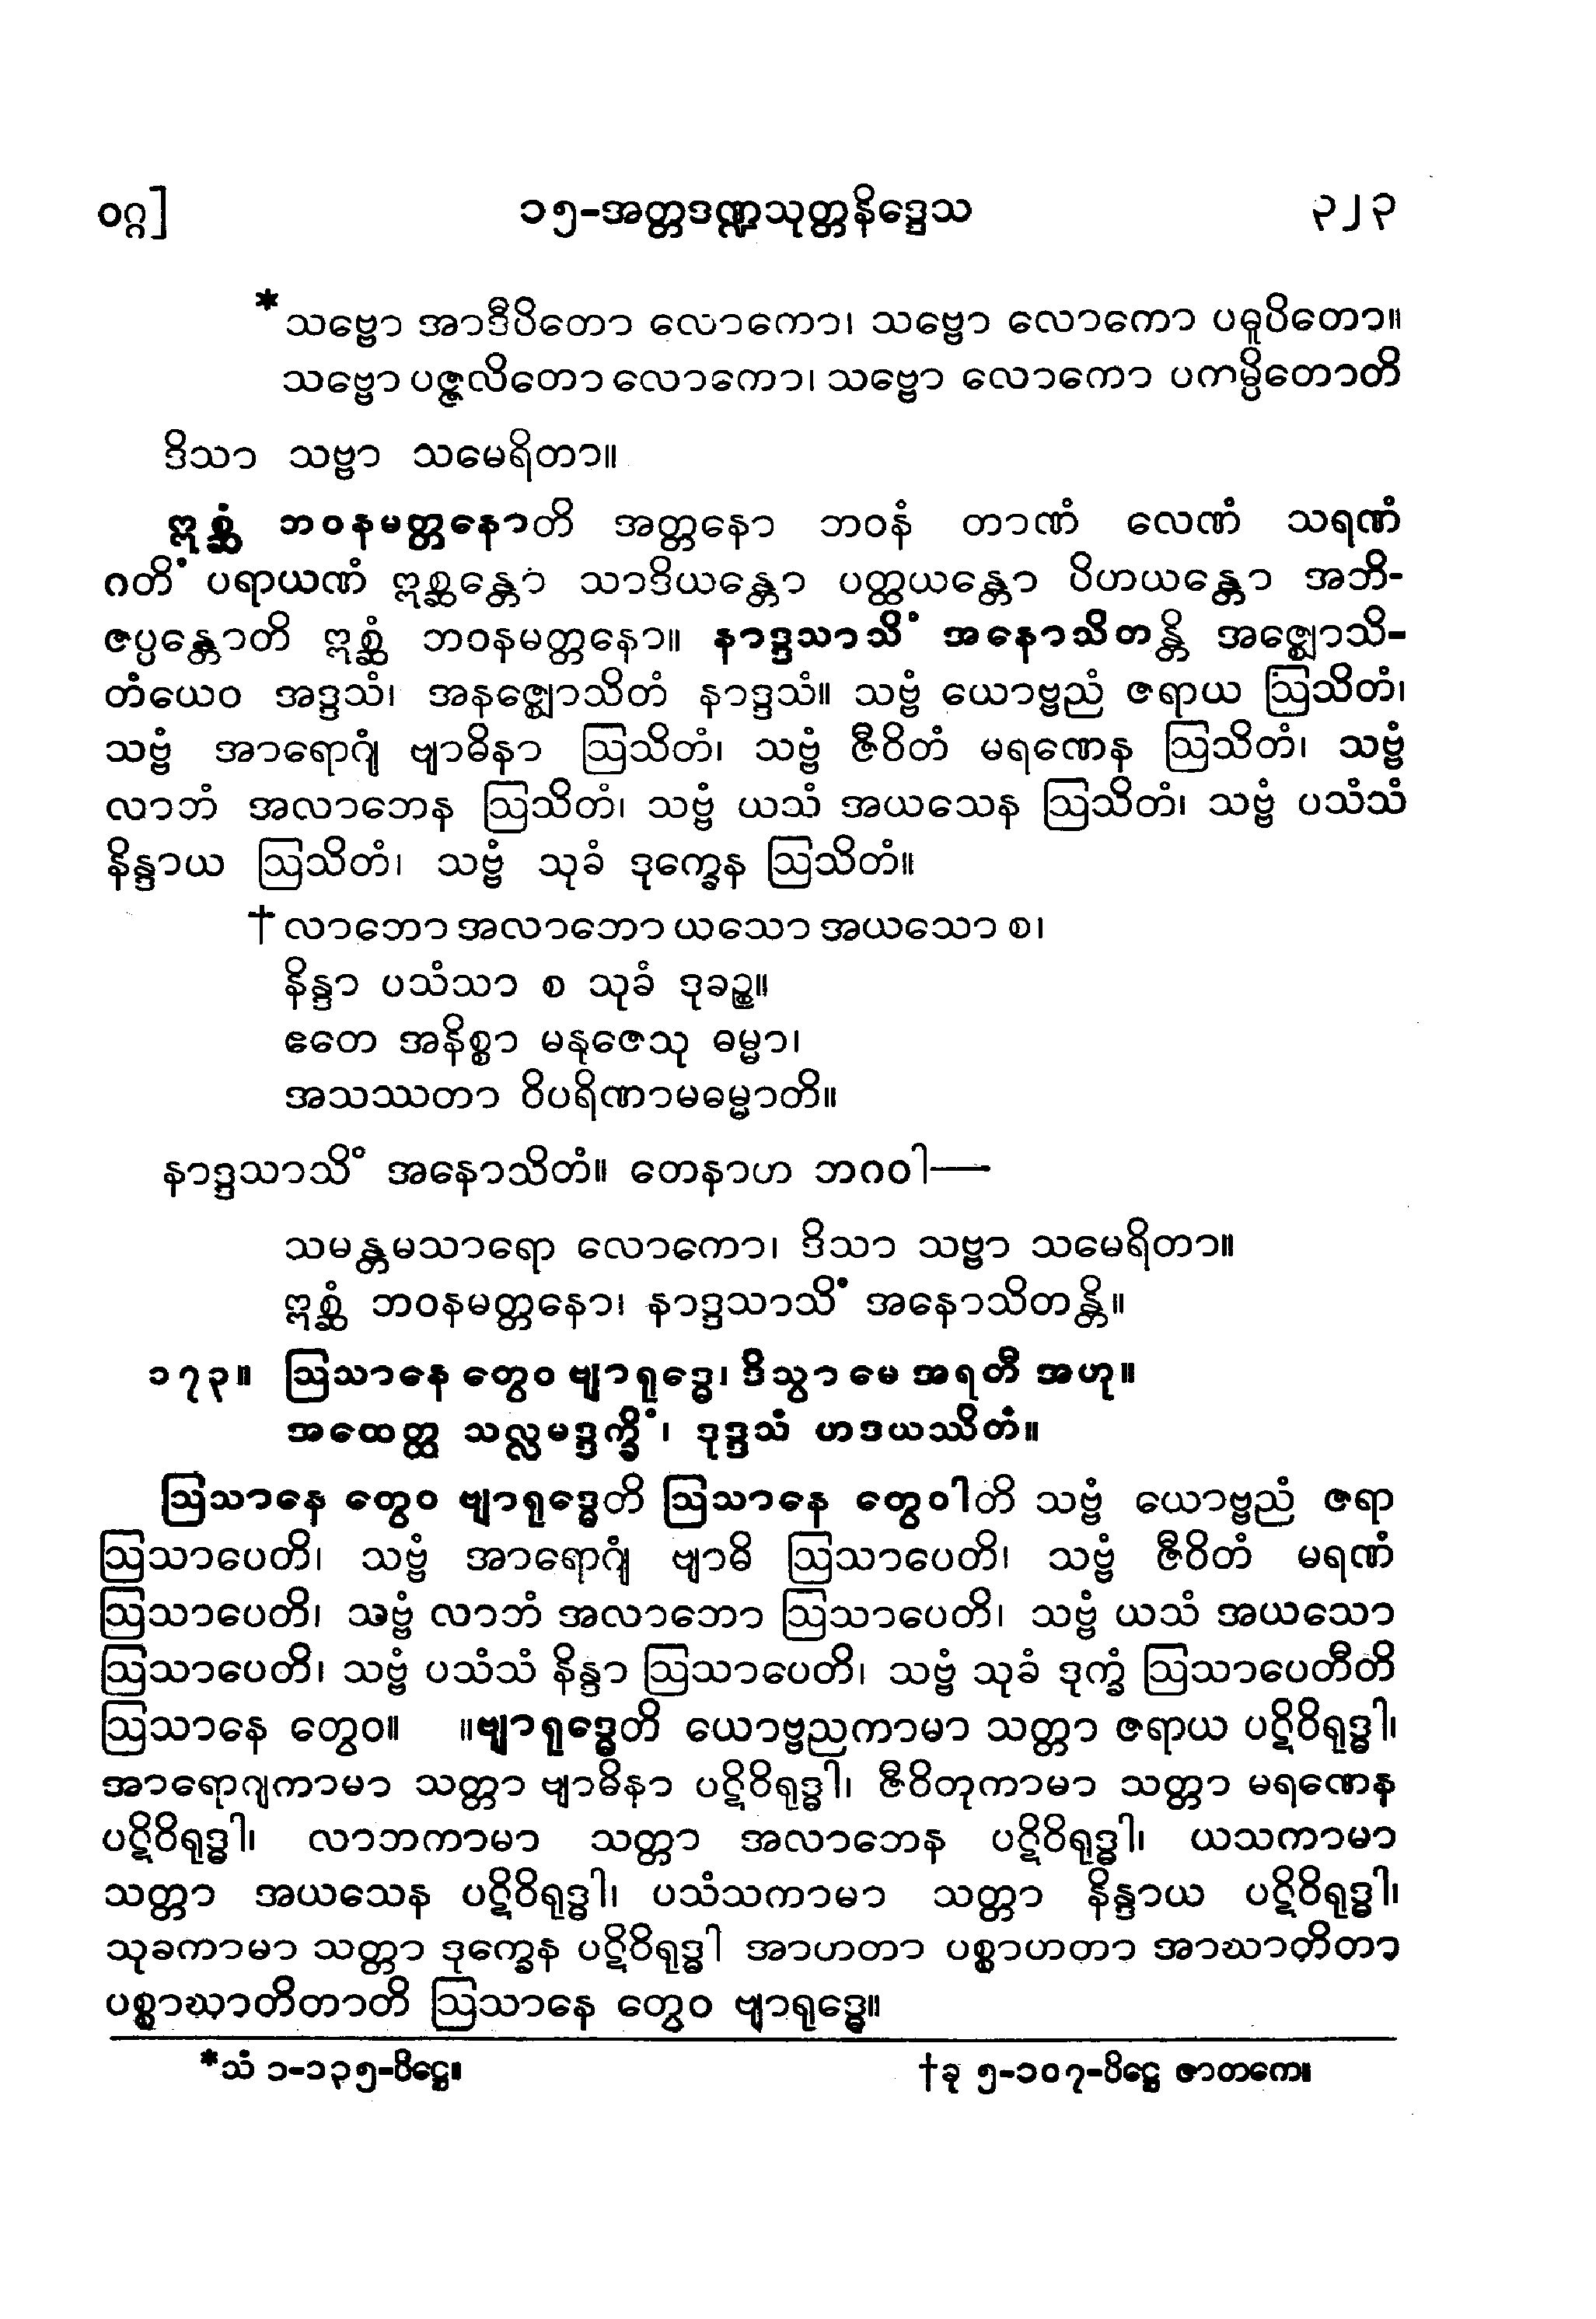 ဝဂ္ဂ]
၁၅-အတ္တဒဏ္ဍသုတ္တနိဒ္ဒေသ
၃၂၃
*သဗ္ဗော အာဒီပိတော လောကော၊ သဗ္ဗော လောကော ပဓူပိတော။
သဗ္ဗော ပဇ္ဇလိတော လောကော၊ သဗ္ဗော လောကော ပကမ္ပိတောတိ
ဒိသာ သဗ္ဗာ သမေရိတာ။
ဣစ္ဆံ ဘဝနမတ္တနောတိ အတ္တနော ဘဝနံ တာဏံ လေဏံ သရဏံ
ဂတိံ ပရာယဏံ ဣစ္ဆန္တော သာဒိယန္တော ပတ္ထယန္တော ပိဟယန္တော အဘိ-
ဇပ္ပန္တောတိ ဣစ္ဆံ ဘဝနမတ္တနော။ နာဒ္ဒသာသိံ အနောသိတန္တိ အဇ္ဈောသိ-
တံယေဝ အဒ္ဒသံ၊ အနဇ္ဈောသိတံ နာဒ္ဒသံ။ သဗ္ဗံ ယောဗ္ဗညံ ဇရာယ ဩသိတံ၊
သဗ္ဗံ အာရောဂျံ ဗျာဓိနာ ဩသိတံ၊ သဗ္ဗံ ဇီဝိတံ မရဏေန ဩသိတံ၊ သဗ္ဗံ
လာဘံ အလာဘေန ဩသိတံ၊ သဗ္ဗံ ယသံ အယသေန ဩသိတံ၊ သဗ္ဗံ ပသံသံ
နိန္ဒာယ ဩသိတံ၊ သဗ္ဗံ သုခံ ဒုက္ခေန ဩသိတံ။
†လာဘော အလာဘော ယသော အယသော စ၊
နိန္ဒာ ပသံသာ စ သုခံ ဒုခဉ္စ။
ဧတေ အနိစ္စာ မနုဇေသု ဓမ္မာ၊
အသဿတာ ဝိပရိဏာမဓမ္မာတိ။
နာဒ္ဒသာသိံ အနောသိတံ။ တေနာဟ ဘဂဝါ—
သမန္တမသာရော လောကော၊ ဒိသာ သဗ္ဗာ သမေရိတာ။
ဣစ္ဆံ ဘဝနမတ္တနော၊ နာဒ္ဒသာသိံ အနောသိတန္တိ။
၁၇၃။ ဩသာနေ တွေဝ ဗျာရုဒ္ဓေ၊ ဒိသွာ မေ အရတီ အဟု။
အထေတ္ထ သလ္လမဒ္ဒက္ခိံ၊ ဒုဒ္ဒသံ ဟဒယဿိတံ။
ဩသာနေ တွေဝ ဗျာရုဒ္ဓေတိ ဩသာနေ တွေဝါတိ သဗ္ဗံ ယောဗ္ဗညံ ဇရာ
ဩသာပေတိ၊ သဗ္ဗံ အာရောဂျံ ဗျာဓိ ဩသာပေတိ၊ သဗ္ဗံ ဇီဝိတံ မရဏံ
ဩသာပေတိ၊ သဗ္ဗံ လာဘံ အလာဘော ဩသာပေတိ၊ သဗ္ဗံ ယသံ အယသော
ဩသာပေတိ၊ သဗ္ဗံ ပသံသံ နိန္ဒာ ဩသာပေတိ၊ သဗ္ဗံ သုခံ ဒုက္ခံ ဩသာပေတီတိ
ဩသာနေ တွေဝ။ ။ဗျာရုဒ္ဓေတိ ယောဗ္ဗညကာမာ သတ္တာ ဇရာယ ပဋိဝိရုဒ္ဓါ၊
အာရောဂျကာမာ သတ္တာ ဗျာဓိနာ ပဋိဝိရုဒ္ဓါ၊ ဇီဝိတုကာမာ သတ္တာ မရဏေန
ပဋိဝိရုဒ္ဓါ၊ လာဘကာမာ သတ္တာ အလာဘေန ပဋိဝိရုဒ္ဓါ၊ ယသကာမာ
သတ္တာ အယသေန ပဋိဝိရုဒ္ဓါ၊ ပသံသကာမာ သတ္တာ နိန္ဒာယ ပဋိဝိရုဒ္ဓါ၊
သုခကာမာ သတ္တာ ဒုက္ခေန ပဋိဝိရုဒ္ဓါ အာဟတာ ပစ္စာဟတာ အာဃာတိတာ
ပစ္စာဃာတိတာတိ ဩသာနေ တွေဝ ဗျာရုဒ္ဓေ။
*သံ ၁-၁၃၅-ပိဋ္ဌေ။
†ခု ၅-၁၀၇-ပိဋ္ဌေ ဇာတကေ။